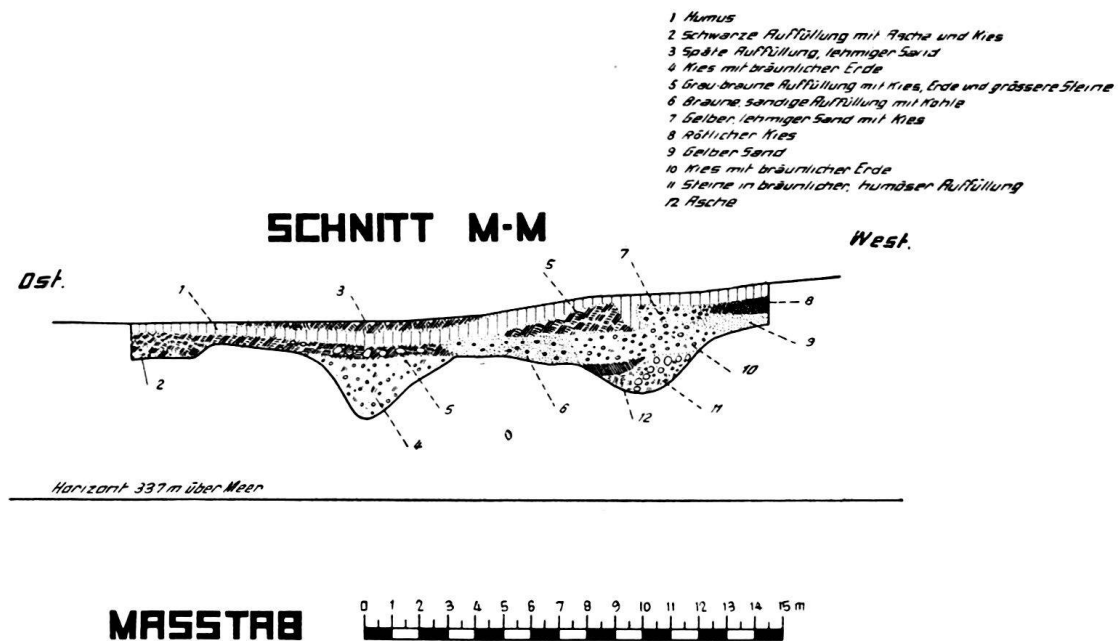 1 Humus
2 Schwarze Auffüllung mit Asche und Kies
3 Späte Auffüllung, lehmiger Sand
4 Kies mit bräunlicher Erde
5 Grau-braune Auffüllung mit Kies, Erde und grössere Steine
6 Braune, sandige Auffüllung mit Kohle
7 Gelber, lehmiger Sand mit Kies
8 Rötlicher Kies
9 Gelber Sand
10 Kies mit bräunlicher Erde
11 Steine in bräunlicher, humöser Auffüllung
12 Asche
SCHNITT M-M
Ost.
West.
1
3
5
7
8
9
2
4
5
6
12
11
10
0
Horizont 337 m über Meer
MASSTAB
0 1 2 3 4 5 6 7 8 9 10 11 12 13 14 15 m